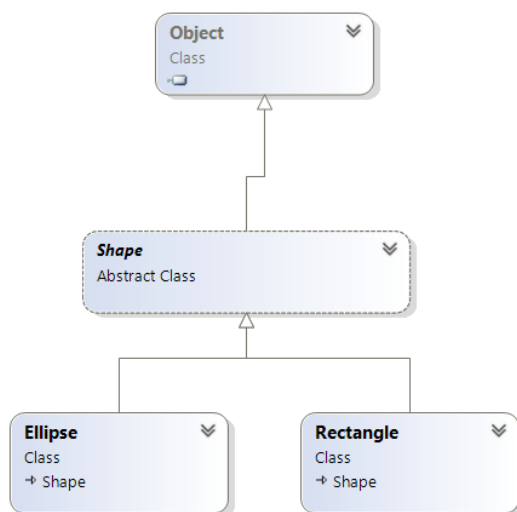 Object
Class
Shape
Abstract Class
Ellipse
Class
Shape
Rectangle
Class
Shape